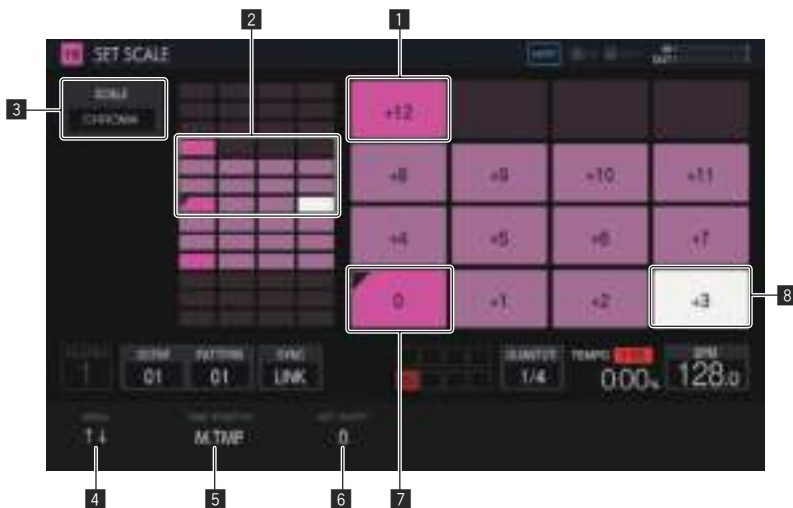 2 1
SET SCALE
3 SCALE
CHROMA
+12
+8 +9 +10 +11
+4 +5 +6 +7
0 +1 +2 +3 8
SCENE PATTERN SYNC QUANTIZE TEMPO BPM
1 01 01 LINK 1/4 0.00% 128.0
↑↓ M.TMP 0
4 5 6 7